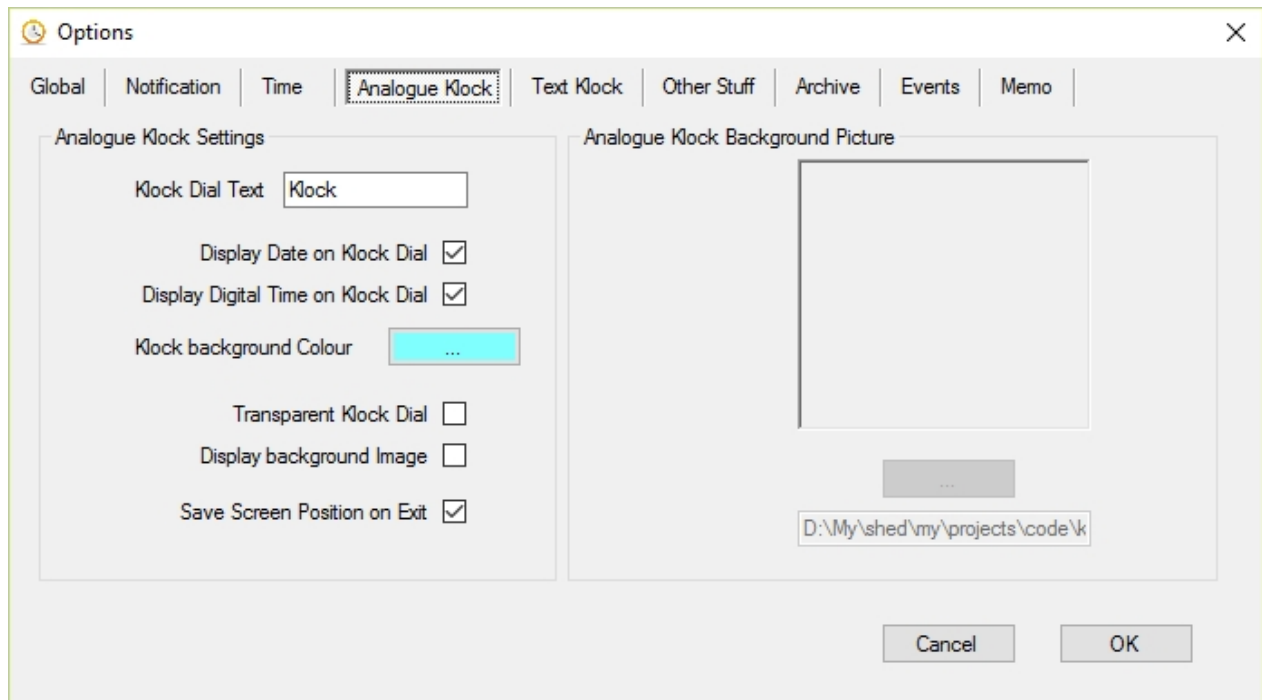 Options
Global Notification Time Analogue Klock Text Klock Other Stuff Archive Events Memo
Analogue Klock Settings
Klock Dial Text Klock
Display Date on Klock Dial
Display Digital Time on Klock Dial
Klock background Colour ...
Transparent Klock Dial
Display background Image
Save Screen Position on Exit
Analogue Klock Background Picture
...
D:\My\shed\my\projects\code\k
Cancel OK